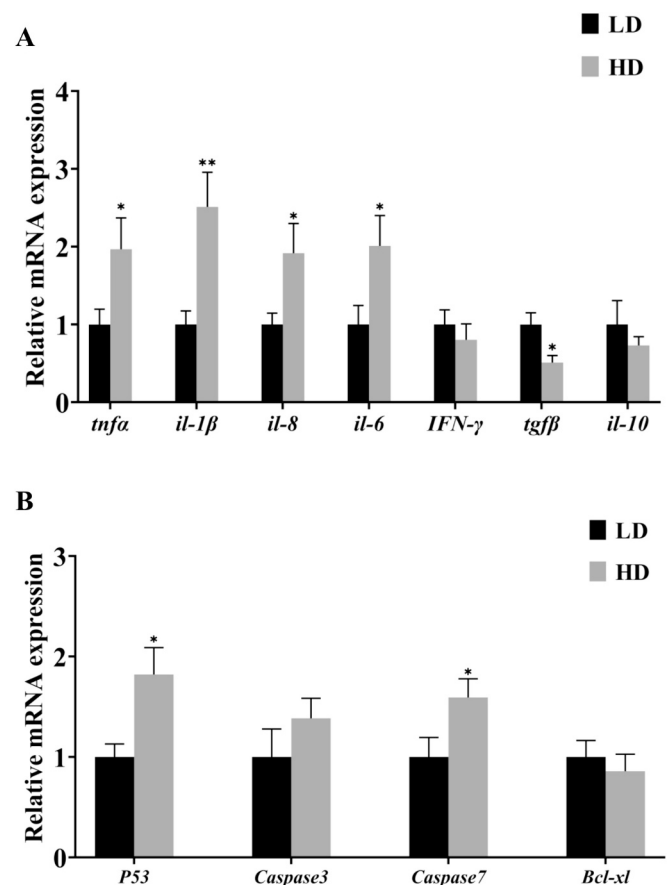 A
LD
HD
Relative mRNA expression
4
3
2
1
0
*
**
*
*
*
tnfα
il-1β
il-8
il-6
IFN-γ
tgfβ
il-10
B
LD
HD
Relative mRNA expression
3
2
1
0
*
*
P53
Caspase3
Caspase7
Bcl-xl